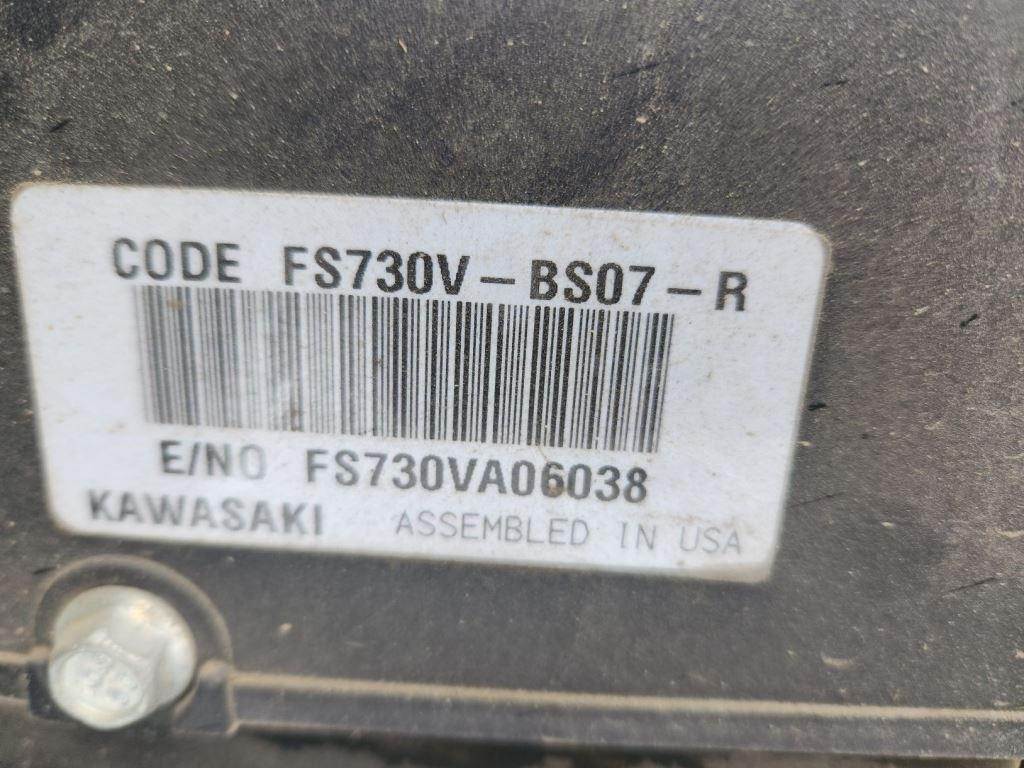 CODE FS730V-BS07-R
E/NO FS730VA06038
KAWASAKI ASSEMBLED IN USA